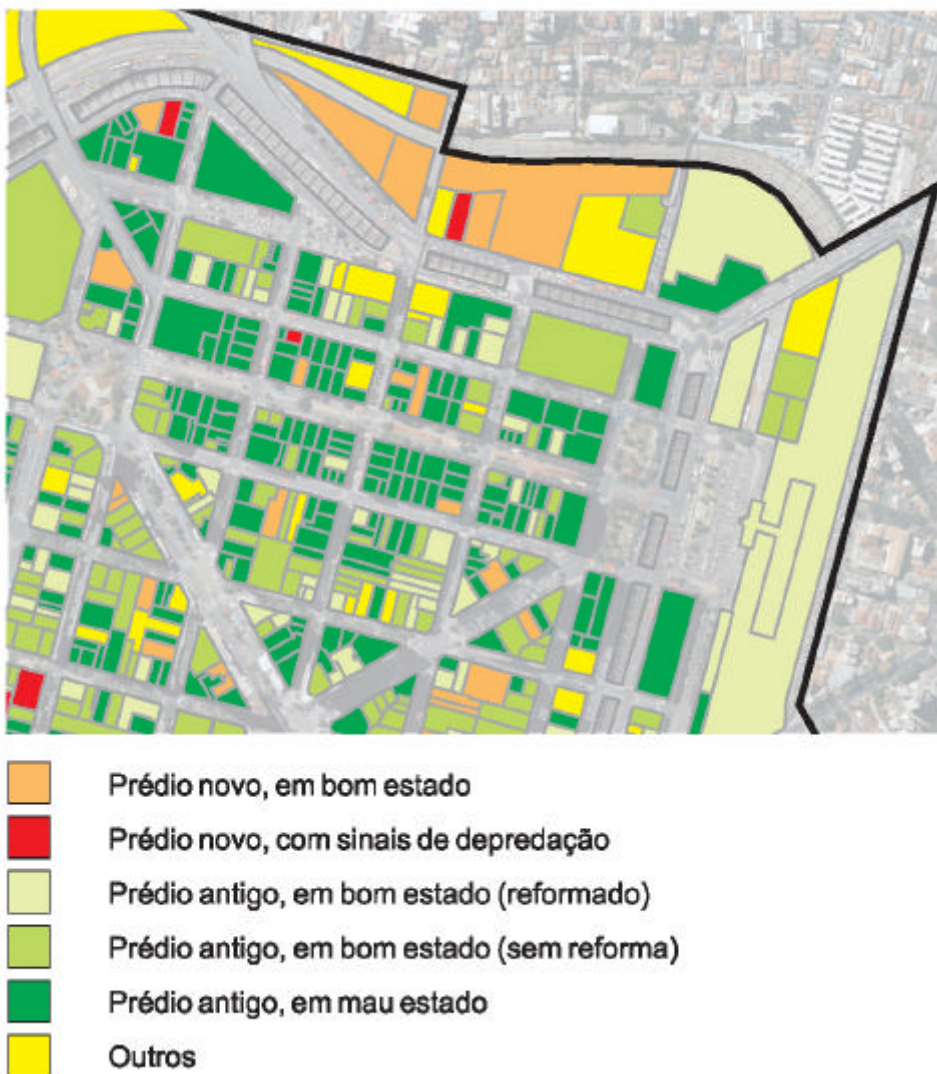 Prédio novo, em bom estado
Prédio novo, com sinais de depredação
Prédio antigo, em bom estado (reformado)
Prédio antigo, em bom estado (sem reforma)
Prédio antigo, em mau estado
Outros